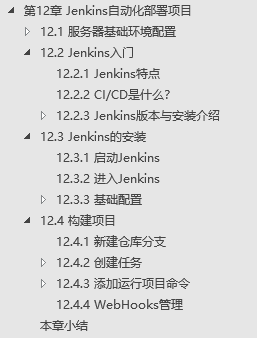 第12章 Jenkins自动化部署项目
12.1 服务器基础环境配置
12.2 Jenkins入门
12.2.1 Jenkins特点
12.2.2 CI/CD是什么?
12.2.3 Jenkins版本与安装介绍
12.3 Jenkins的安装
12.3.1 启动Jenkins
12.3.2 进入Jenkins
12.3.3 基础配置
12.4 构建项目
12.4.1 新建仓库分支
12.4.2 创建任务
12.4.3 添加运行项目命令
12.4.4 WebHooks管理
本章小结